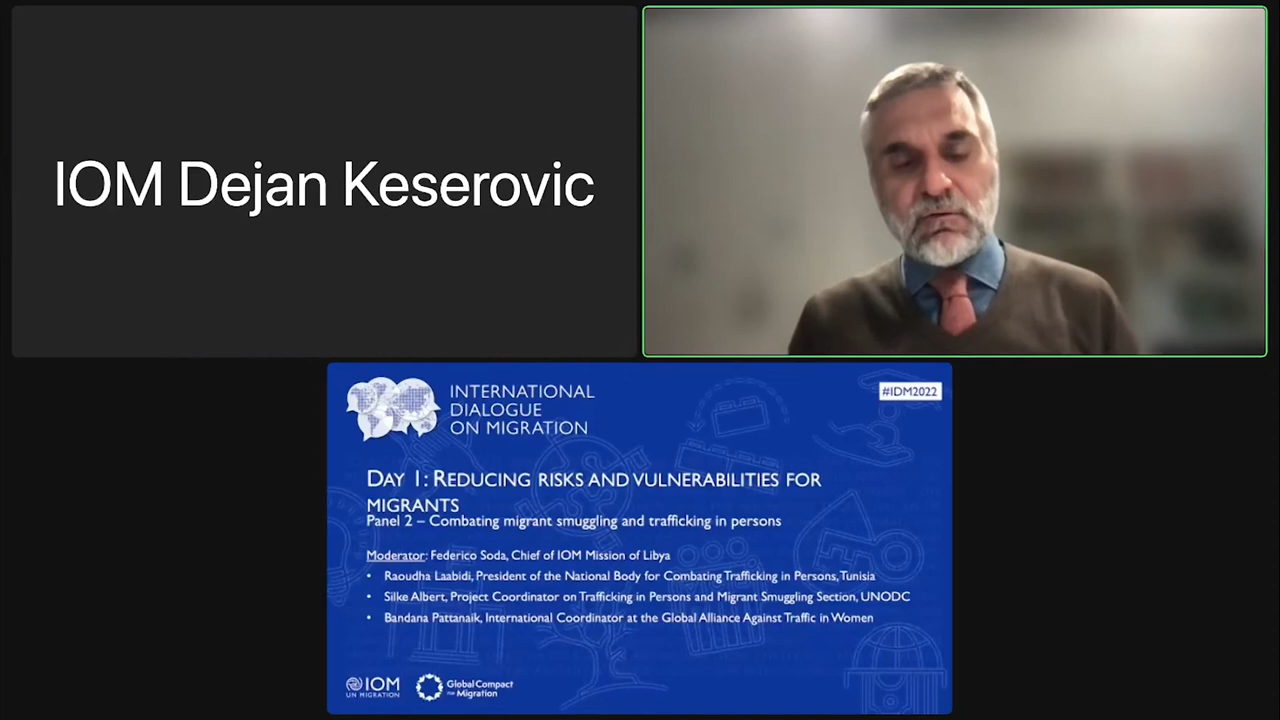 IOM Dejan Keserovic
INTERNATIONAL
DIALOGUE
ON MIGRATION
#IDM2022
DAY 1: REDUCING RISKS AND VULNERABILITIES FOR
MIGRANTS
Panel 2 – Combating migrant smuggling and trafficking in persons
Moderator: Federico Soda, Chief of IOM Mission of Libya
• Raoudha Laabidi, President of the National Body for Combating Trafficking in Persons, Tunisia
• Silke Albert, Project Coordinator on Trafficking in Persons and Migrant Smuggling Section, UNODC
• Bandana Pattanaik, International Coordinator at the Global Alliance Against Traffic in Women
IOM
UN MIGRATION
Global Compact
FOR Migration